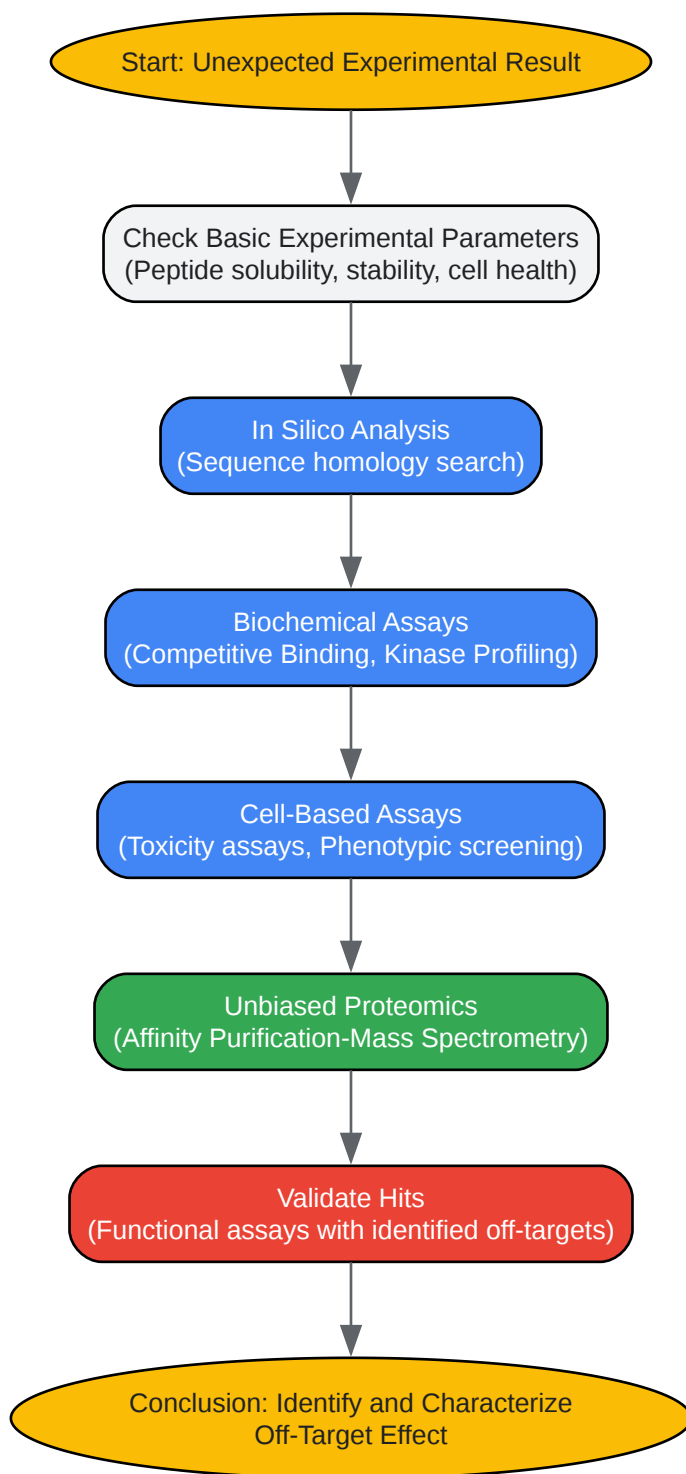 Start: Unexpected Experimental Result
Check Basic Experimental Parameters
(Peptide solubility, stability, cell health)
In Silico Analysis
(Sequence homology search)
Biochemical Assays
(Competitive Binding, Kinase Profiling)
Cell-Based Assays
(Toxicity assays, Phenotypic screening)
Unbiased Proteomics
(Affinity Purification-Mass Spectrometry)
Validate Hits
(Functional assays with identified off-targets)
Conclusion: Identify and Characterize
Off-Target Effect